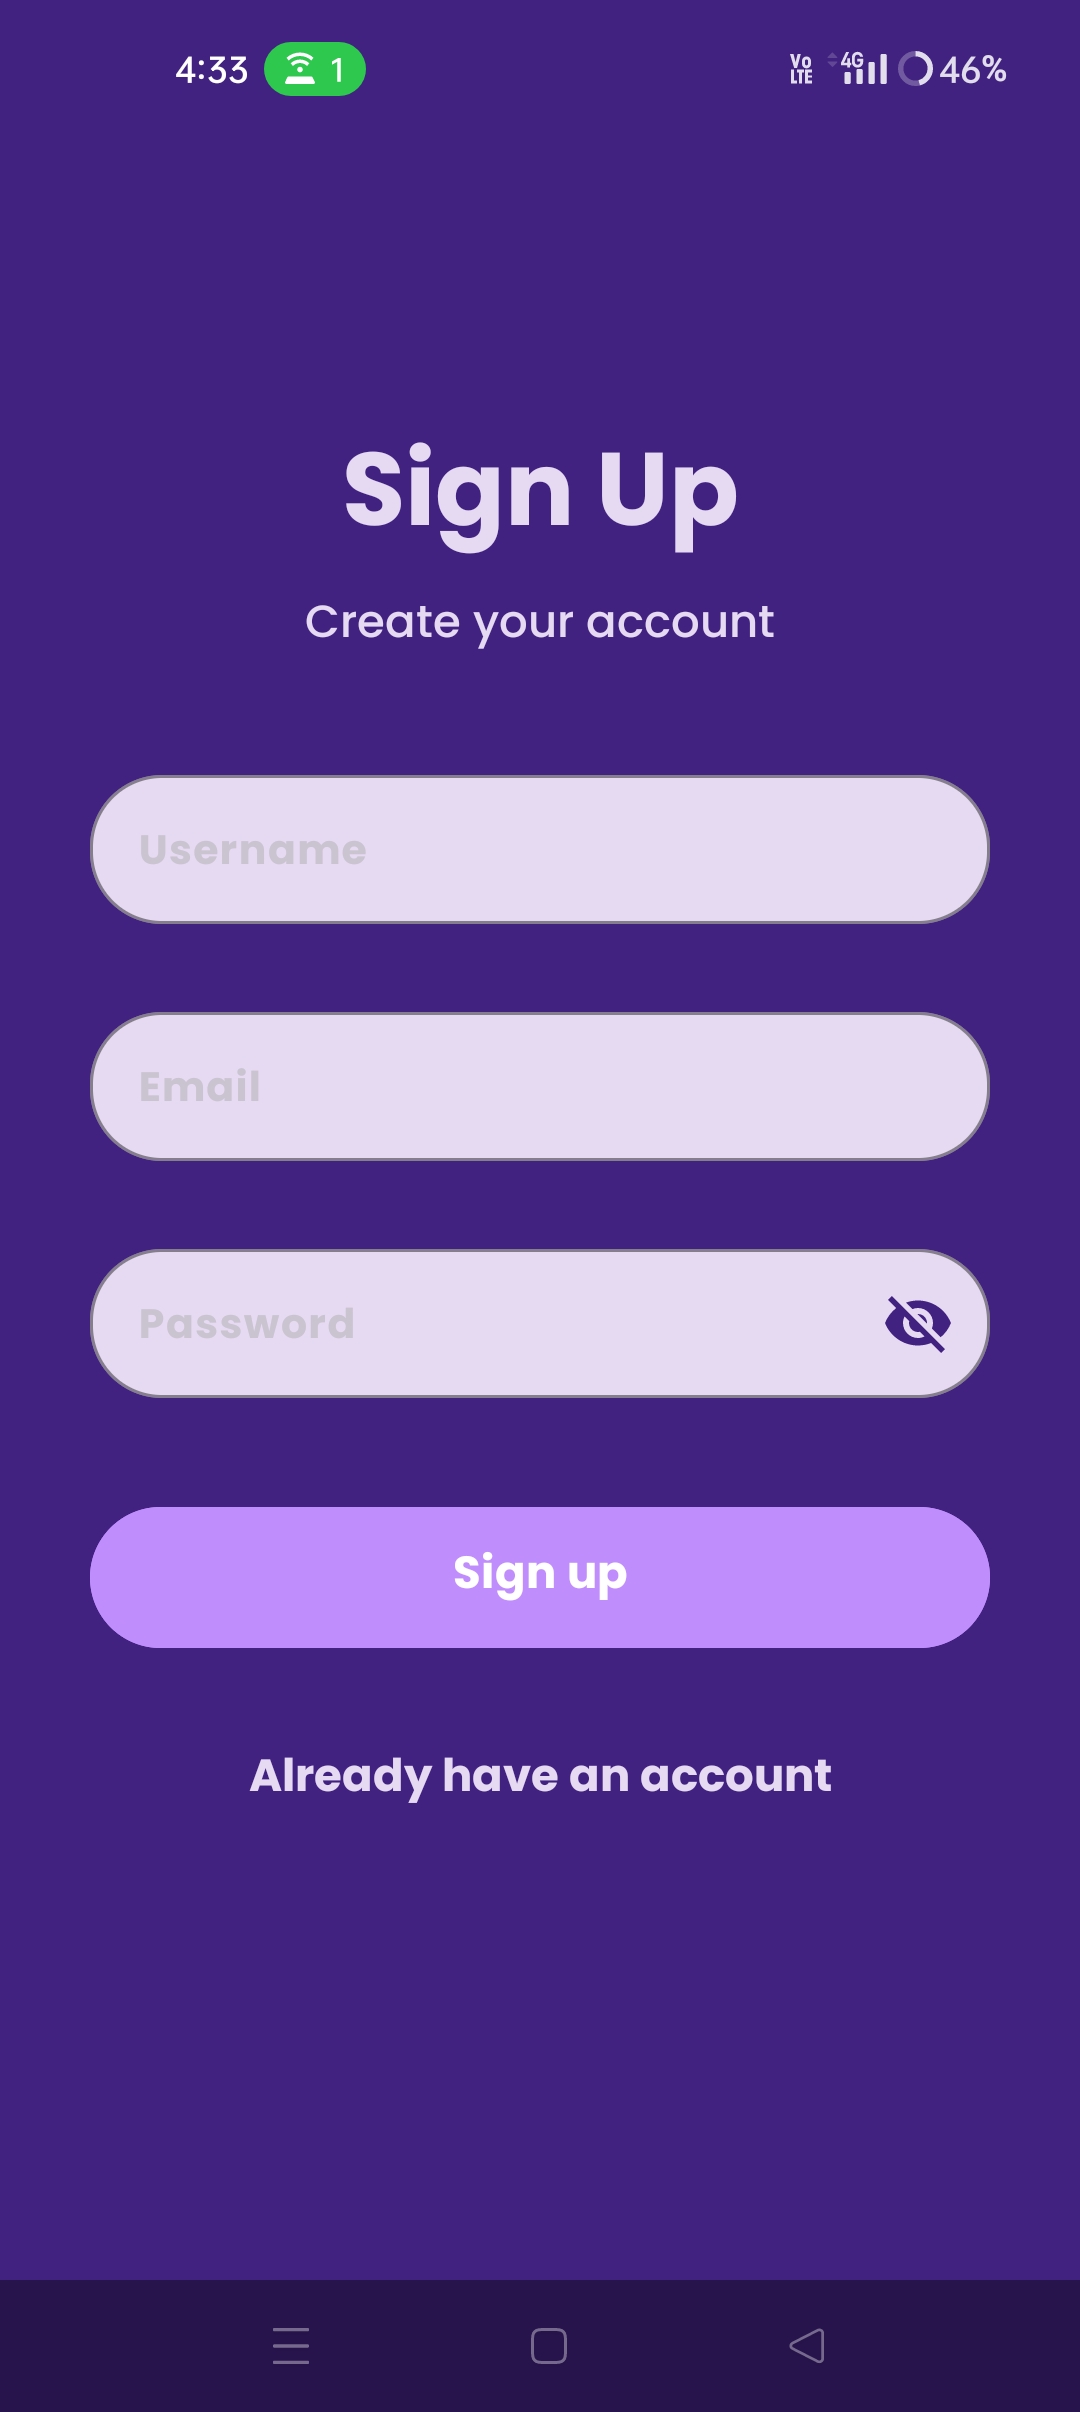 4:33 1 Vo LTE 4G 46%
Sign Up
Create your account
Username
Email
Password
Sign up
Already have an account